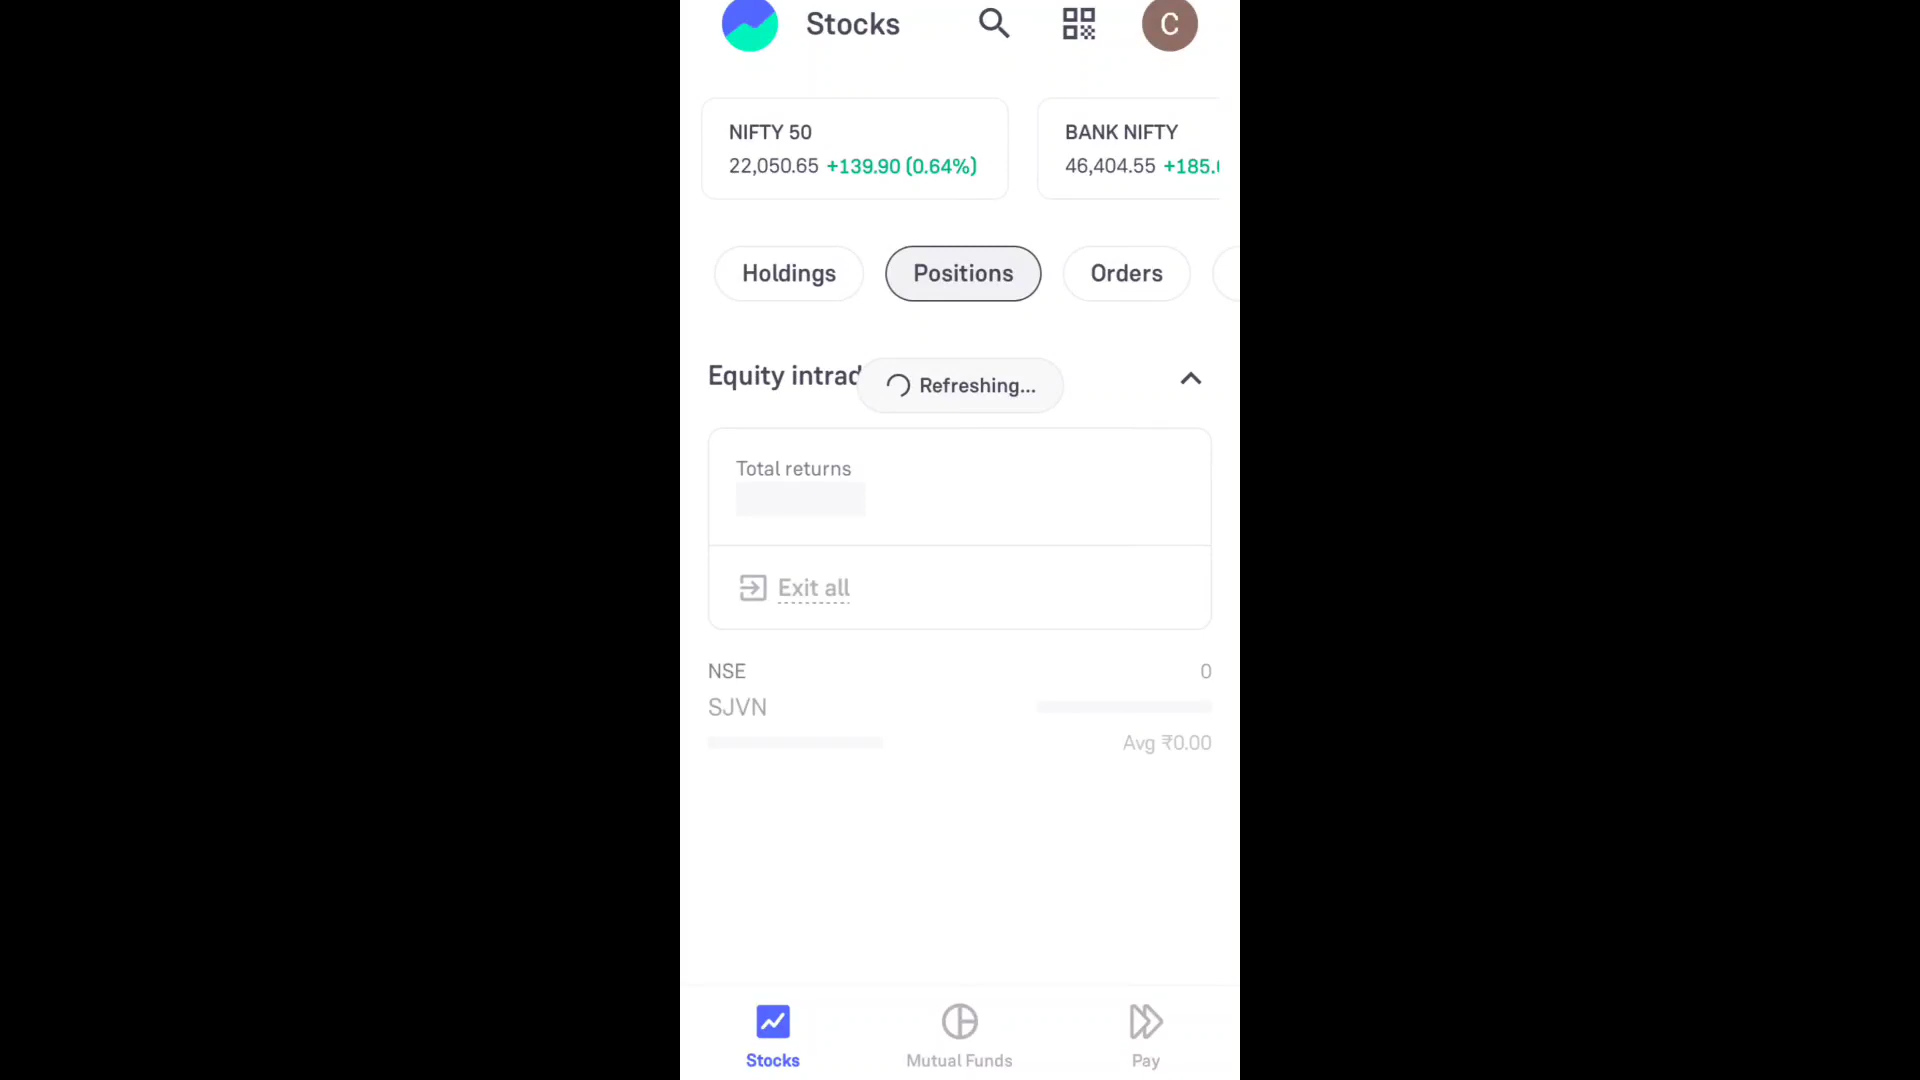 Stocks
C
NIFTY 50
22,050.65 +139.90 (0.64%)
BANK NIFTY
46,404.55 +185.
Holdings
Positions
Orders
Equity intrad
Refreshing...
Total returns
Exit all
NSE
0
SJVN
Avg ₹0.00
Stocks
Mutual Funds
Pay